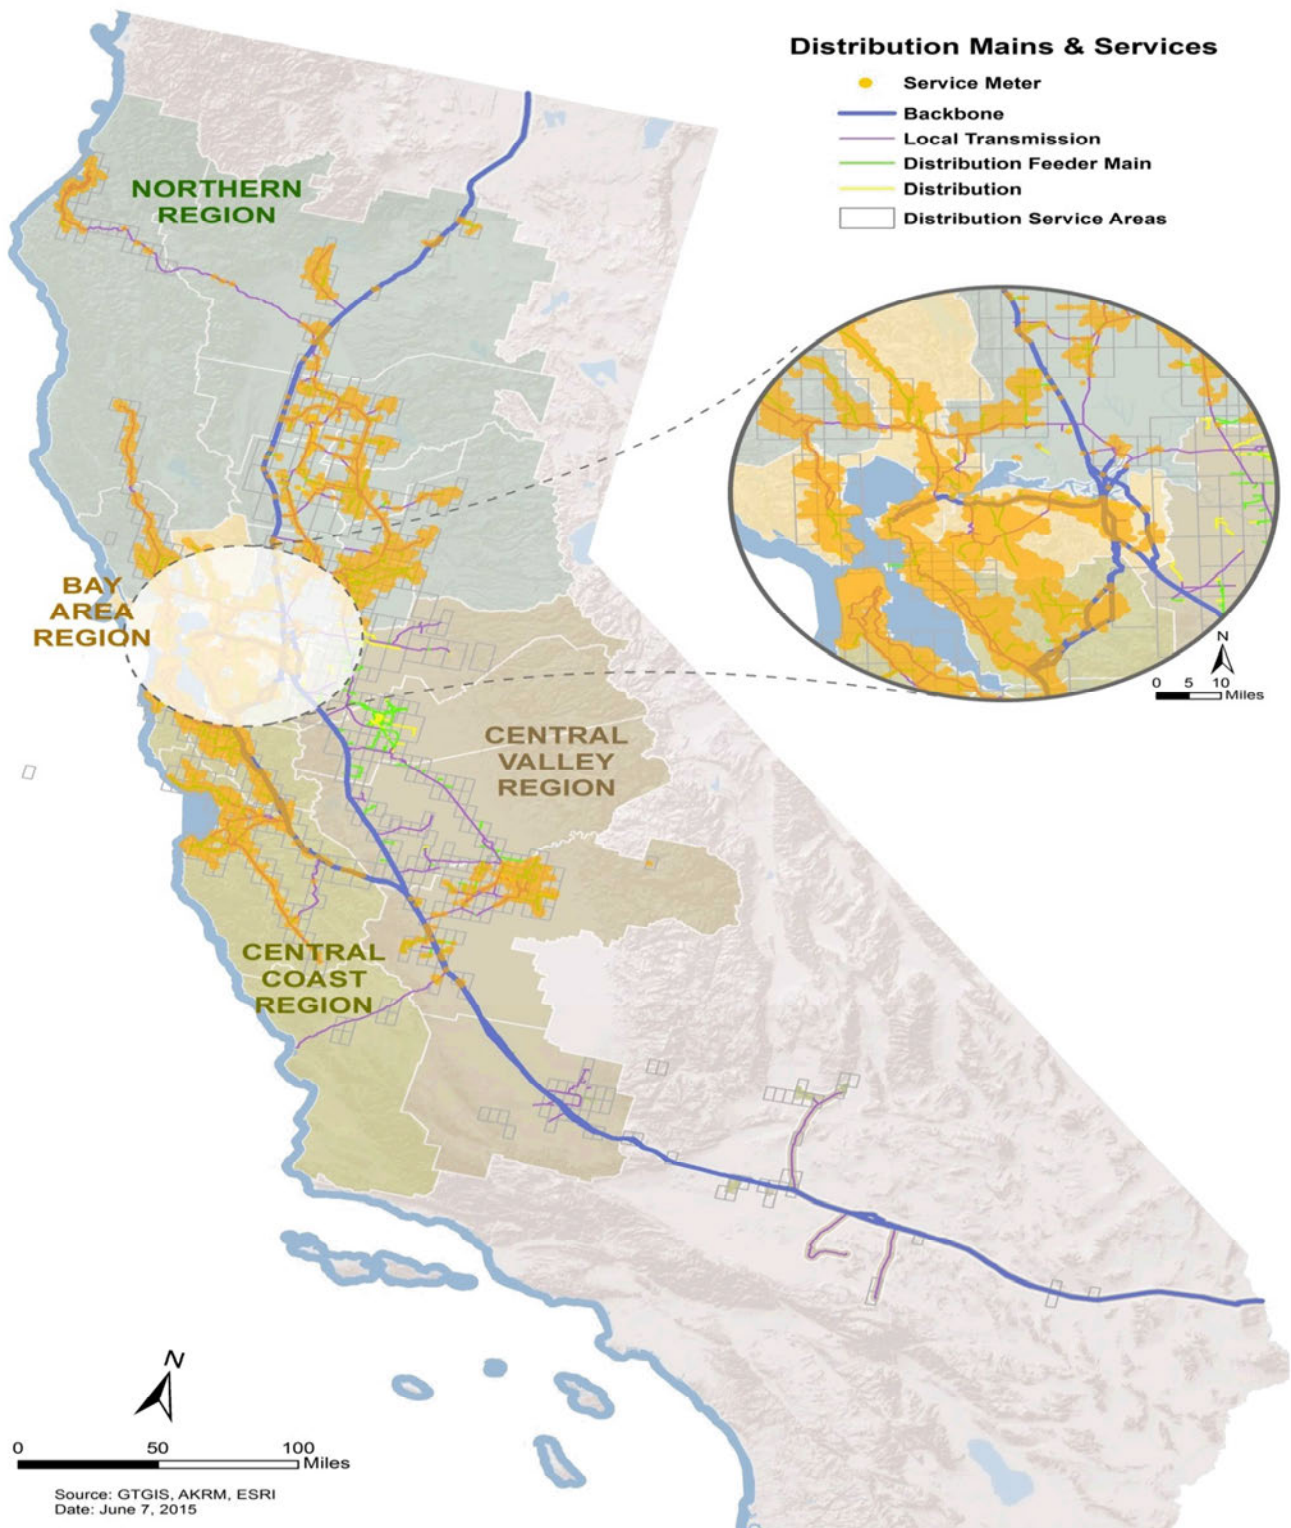 Distribution Mains & Services
Service Meter
Backbone
Local Transmission
Distribution Feeder Main
Distribution
Distribution Service Areas
NORTHERN
REGION
BAY
AREA
REGION
N
0 5 10
Miles
CENTRAL
VALLEY
REGION
CENTRAL
COAST
REGION
N
0 50 100
Miles
Source: GTGIS, AKRM, ESRI
Date: June 7, 2015